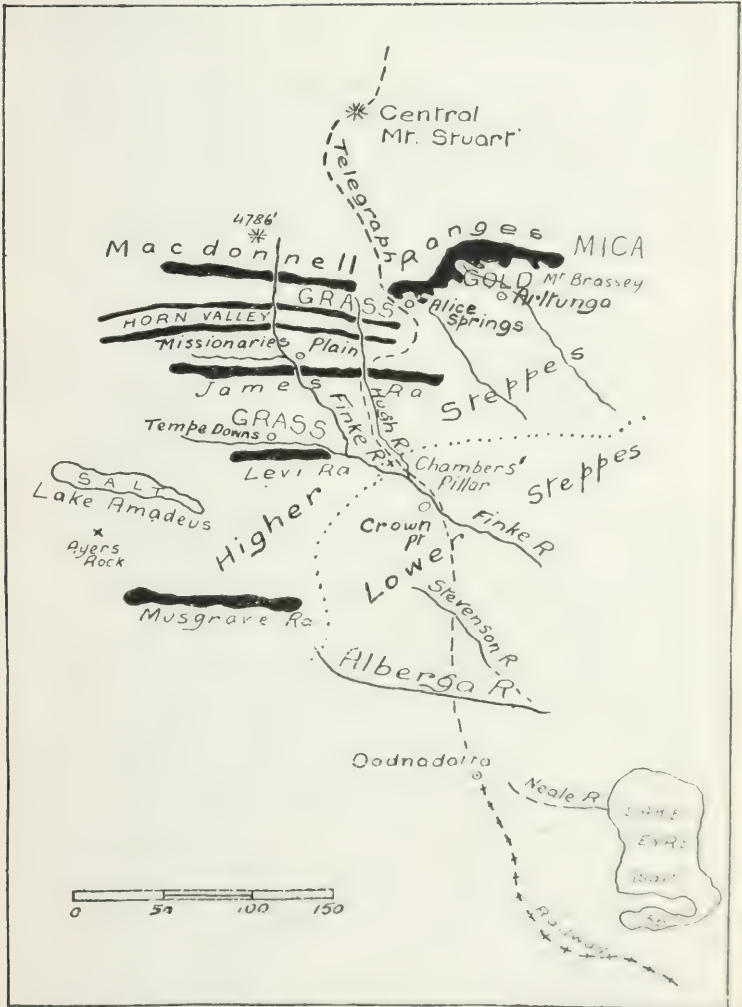 Central
Mt. Stuart'
Telegraph
4786'
Macdonnell
Ranges
MICA
GOLD
Mt Brassey
Arltunga
GRASS
Alice
Springs
HORN VALLEY
Missionaries Plain
James Ra
Steppes
Finke R
Hugh R.
GRASS
Tempe Downs
Levi Ra
Chambers'
Pillar
Steppes
SALT
Lake Amadeus
Higher
Ayers
Rock
Crown
Pt
Finke R
Lower
Musgrave Ra
Stevenson R
Alberga R
Oodnadatta
Neale R
LAKE
EYRE
0 50 100 150
Railway